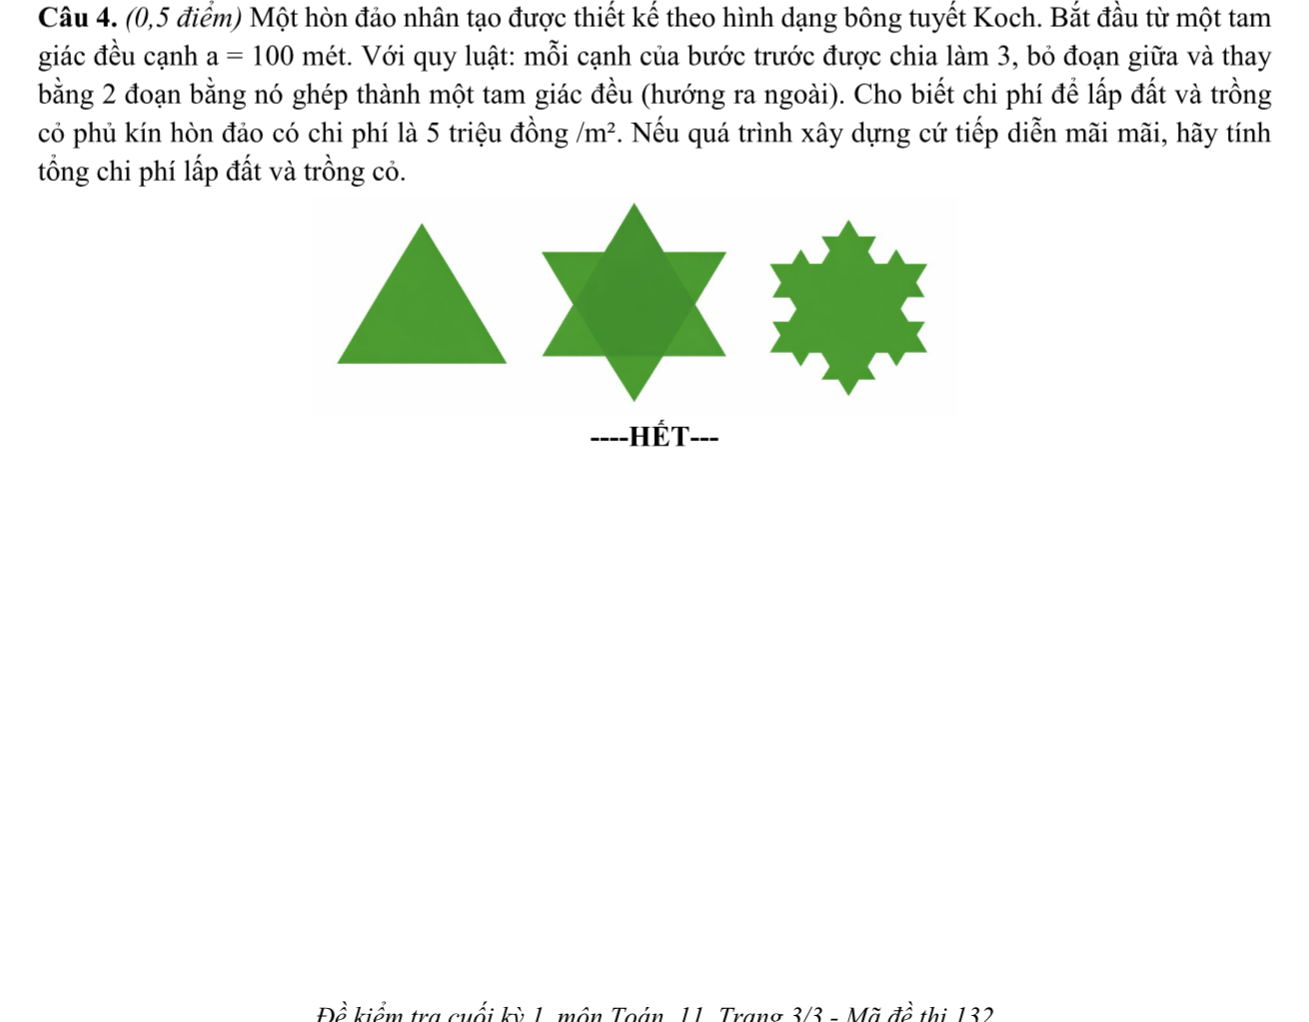 Câu 4. (0,5 điểm) Một hòn đảo nhân tạo được thiết kế theo hình dạng bông tuyết Koch. Bắt đầu từ một tam
giác đều cạnh a = 100 mét. Với quy luật: mỗi cạnh của bước trước được chia làm 3, bỏ đoạn giữa và thay
bằng 2 đoạn bằng nó ghép thành một tam giác đều (hướng ra ngoài). Cho biết chi phí để lấp đất và trồng
cỏ phủ kín hòn đảo có chi phí là 5 triệu đồng /m². Nếu quá trình xây dựng cứ tiếp diễn mãi mãi, hãy tính
tổng chi phí lấp đất và trồng cỏ.
----HẾT---
Đề kiểm tra cuối kỳ 1, môn Toán, 11, Trang 3/3 - Mã đề thi 132